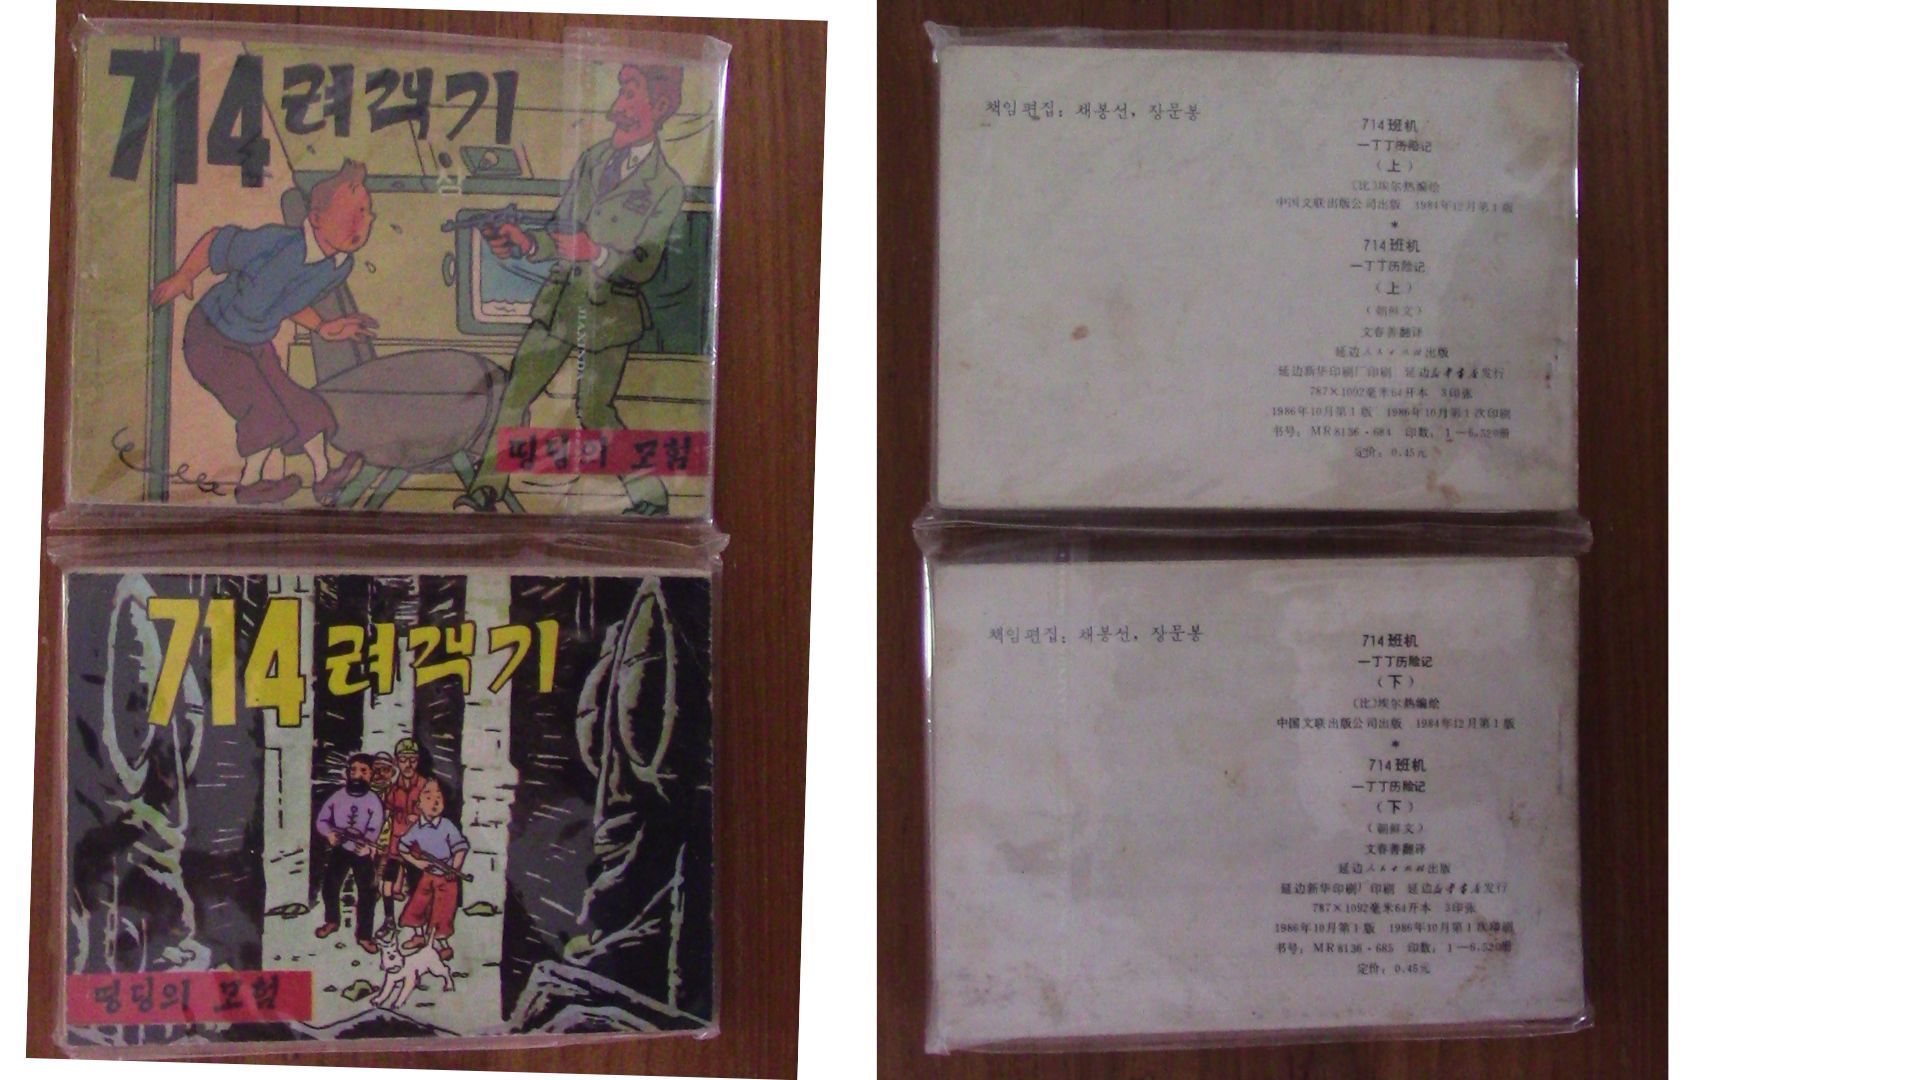 714 려객기
상
띵딩의 모험
714 려객기
띵딩의 모험
책임편집: 채봉선, 장문봉
714班机
—丁丁历险记
(上)
〔比〕埃尔热编绘
中国文联出版公司出版 1984年12月第1版
*
714班机
—丁丁历险记
(上)
(朝鲜文)
文春善翻译
延边人民出版社出版
延边新华印刷厂印刷 延边新华书店发行
787×1092毫米64开本 3印张
1986年10月第1版 1986年10月第1次印刷
书号: MR8136·684 印数: 1—6,520册
定价: 0.45元
책임편집: 채봉선, 장문봉
714班机
—丁丁历险记
(下)
〔比〕埃尔热编绘
中国文联出版公司出版 1984年12月第1版
*
714班机
—丁丁历险记
(下)
(朝鲜文)
文春善翻译
延边人民出版社出版
延边新华印刷厂印刷 延边新华书店发行
787×1092毫米64开本 3印张
1986年10月第1版 1986年10月第1次印刷
书号: MR8136·685 印数: 1—6,520册
定价: 0.45元